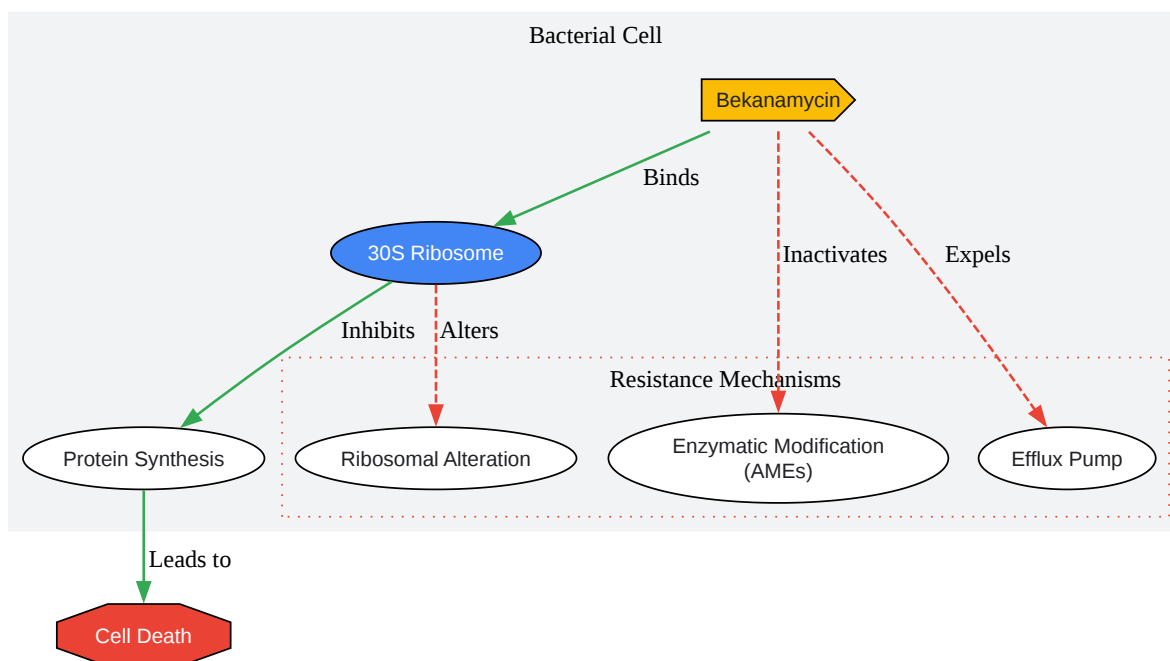 Bacterial Cell
Bekanamycin
Binds
30S Ribosome
Inactivates
Expels
Inhibits
Alters
Resistance Mechanisms
Protein Synthesis
Ribosomal Alteration
Enzymatic Modification
(AMEs)
Efflux Pump
Leads to
Cell Death